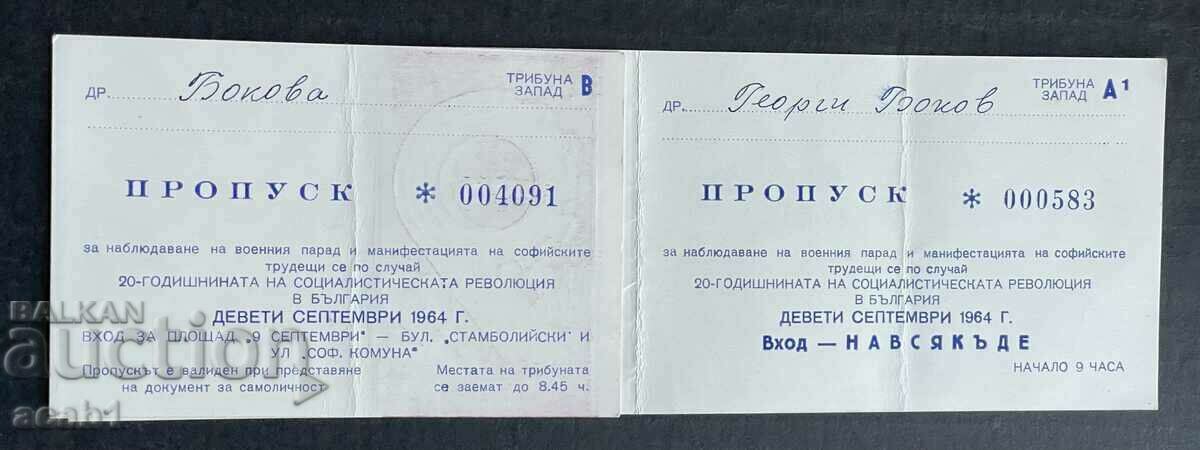 ТРИБУНА
ЗАПАД В
ДР. Бокова
ПРОПУСК * 004091
за наблюдаване на военния парад и манифестацията на софийските
трудещи се по случай
20-ГОДИШНИНАТА НА СОЦИАЛИСТИЧЕСКАТА РЕВОЛЮЦИЯ
В БЪЛГАРИЯ
ДЕВЕТИ СЕПТЕМВРИ 1964 Г.
ВХОД ЗА ПЛОЩАД „9 СЕПТЕМВРИ" – БУЛ. „СТАМБОЛИЙСКИ" И
УЛ „СОФ. КОМУНА"
Пропускът е валиден при представяне
на документ за самоличност
Местата на трибуната
се заемат до 8.45 ч.
ТРИБУНА
ЗАПАД А1
ДР. Георги Боков
ПРОПУСК * 000583
за наблюдаване на военния парад и манифестацията на софийските
трудещи се по случай
20-ГОДИШНИНАТА НА СОЦИАЛИСТИЧЕСКАТА РЕВОЛЮЦИЯ
В БЪЛГАРИЯ
ДЕВЕТИ СЕПТЕМВРИ 1964 Г.
Вход — НАВСЯКЪДЕ
НАЧАЛО 9 ЧАСА
BALKAN
auction
acab1